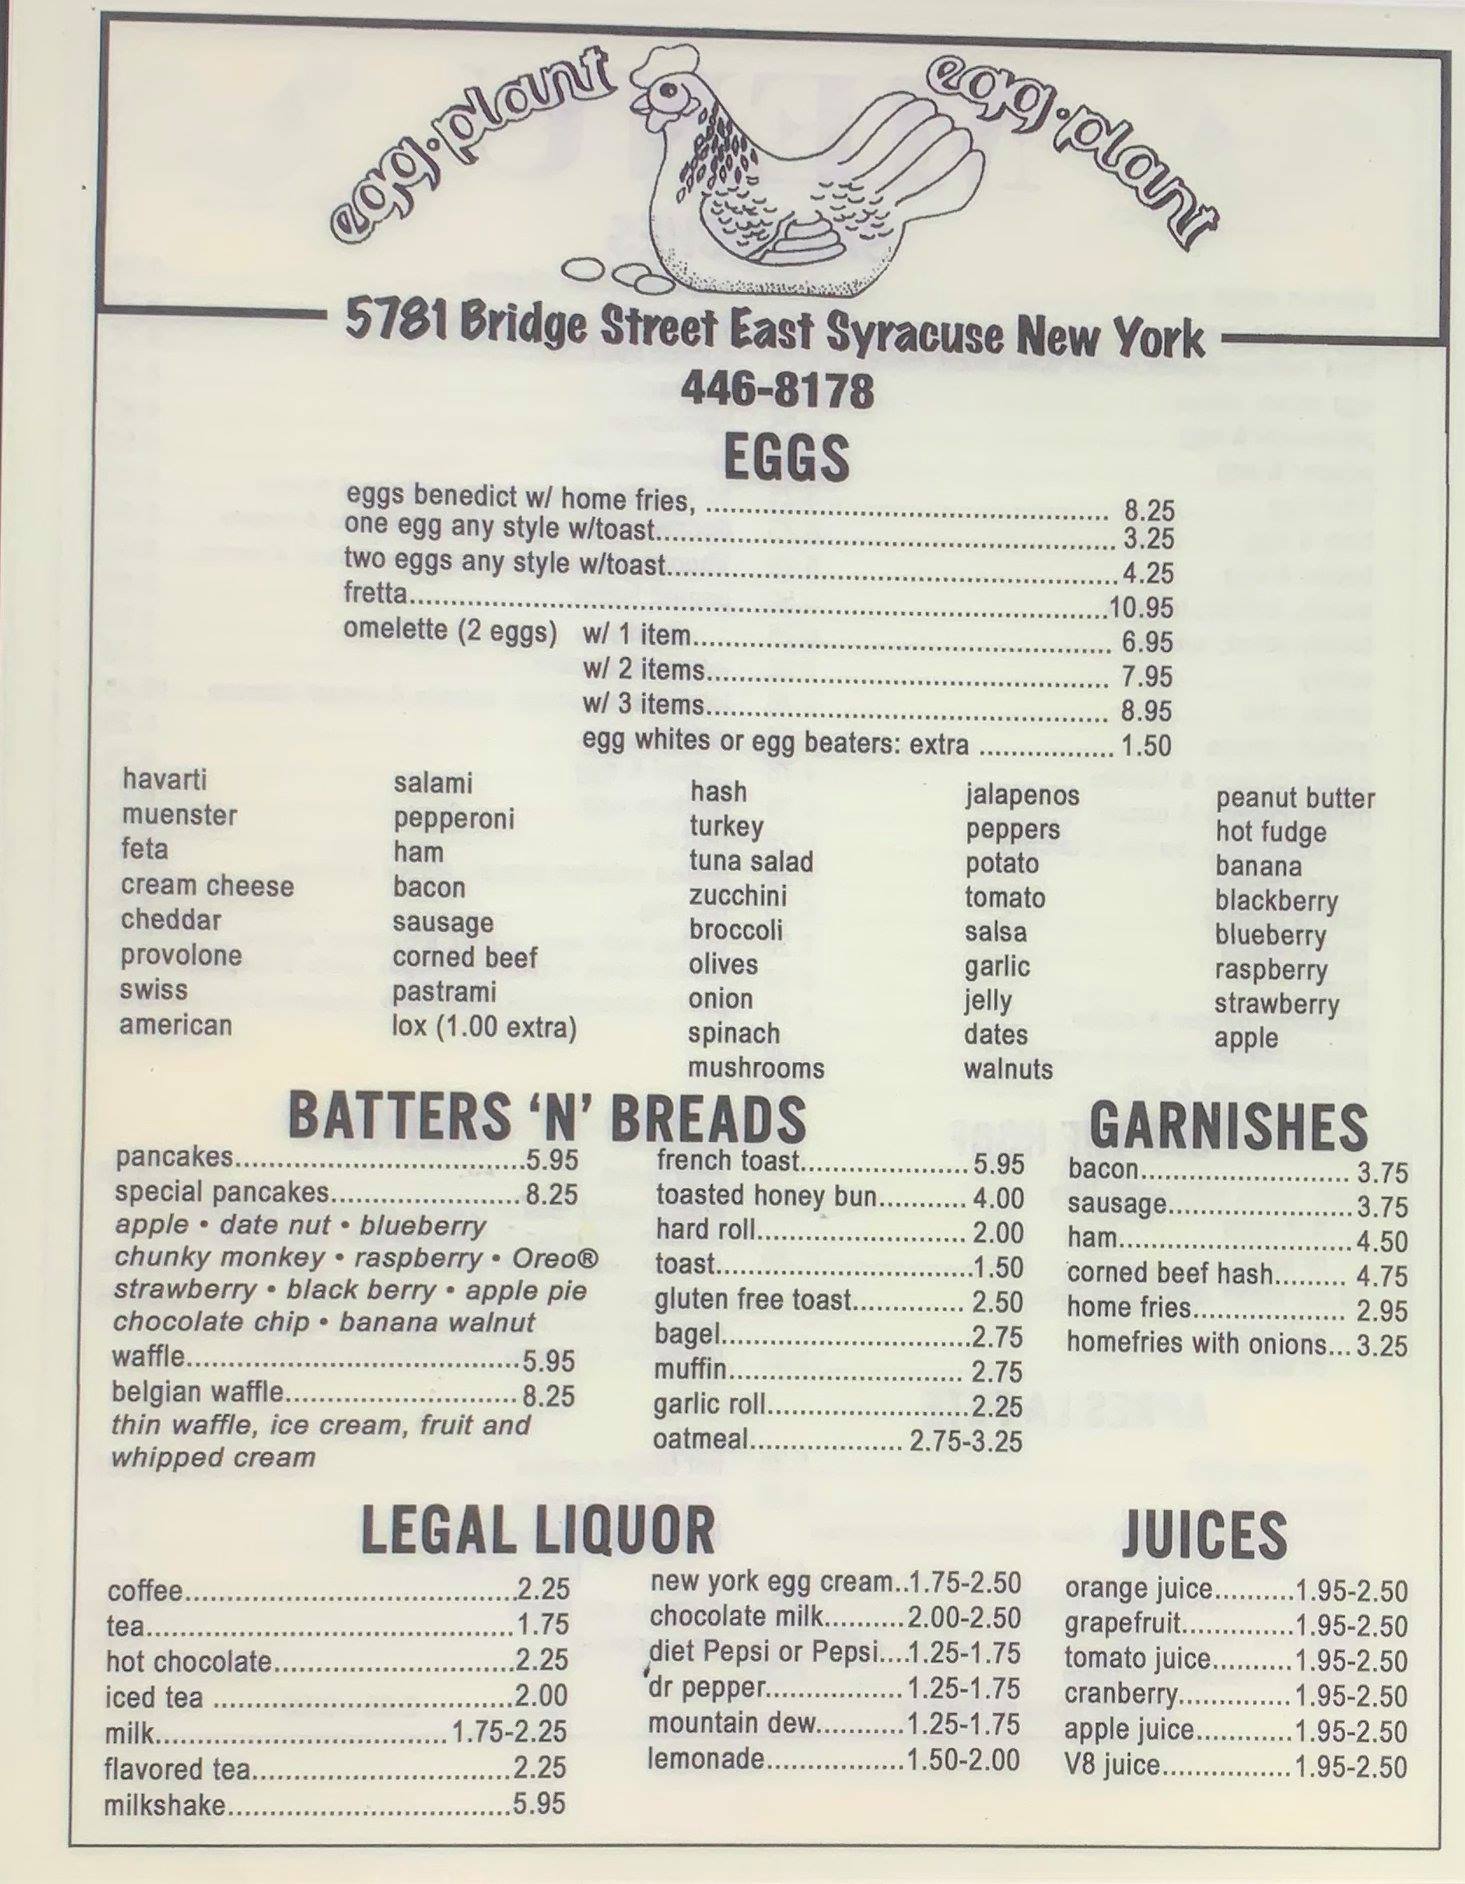 egg·plant egg·plant
5781 Bridge Street East Syracuse New York
446-8178
EGGS
eggs benedict w/ home fries, .................................................. 8.25
one egg any style w/toast......................................................... 3.25
two eggs any style w/toast........................................................4.25
fretta......................................................................................10.95
omelette (2 eggs) w/ 1 item.................................................... 6.95
w/ 2 items.................................................. 7.95
w/ 3 items.................................................. 8.95
egg whites or egg beaters: extra ................. 1.50
havarti
muenster
feta
cream cheese
cheddar
provolone
swiss
american
salami
pepperoni
ham
bacon
sausage
corned beef
pastrami
lox (1.00 extra)
hash
turkey
tuna salad
zucchini
broccoli
olives
onion
spinach
mushrooms
jalapenos
peppers
potato
tomato
salsa
garlic
jelly
dates
walnuts
peanut butter
hot fudge
banana
blackberry
blueberry
raspberry
strawberry
apple
BATTERS 'N' BREADS
pancakes....................................5.95
special pancakes....................... 8.25
apple • date nut • blueberry
chunky monkey • raspberry • Oreo®
strawberry • black berry • apple pie
chocolate chip • banana walnut
waffle.........................................5.95
belgian waffle............................ 8.25
thin waffle, ice cream, fruit and
whipped cream
french toast.................... 5.95
toasted honey bun........... 4.00
hard roll.......................... 2.00
toast...............................1.50
gluten free toast.............. 2.50
bagel..............................2.75
muffin............................. 2.75
garlic roll.........................2.25
oatmeal................... 2.75-3.25
GARNISHES
bacon.......................... 3.75
sausage.......................3.75
ham.............................4.50
corned beef hash......... 4.75
home fries................... 2.95
homefries with onions...3.25
LEGAL LIQUOR
coffee.........................................2.25
tea..............................................1.75
hot chocolate..............................2.25
iced tea .....................................2.00
milk.................................... 1.75-2.25
flavored tea................................2.25
milkshake...................................5.95
new york egg cream..1.75-2.50
chocolate milk..........2.00-2.50
diet Pepsi or Pepsi....1.25-1.75
dr pepper.................1.25-1.75
mountain dew...........1.25-1.75
lemonade.................1.50-2.00
JUICES
orange juice..........1.95-2.50
grapefruit..............1.95-2.50
tomato juice..........1.95-2.50
cranberry..............1.95-2.50
apple juice............1.95-2.50
V8 juice................1.95-2.50